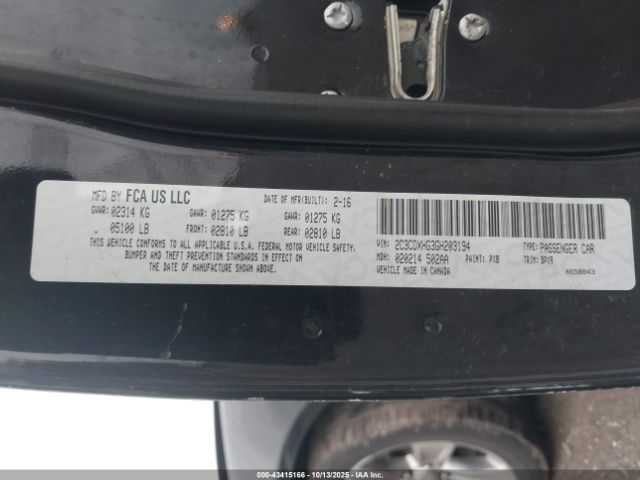 MFD BY FCA US LLC DATE OF MFR(BUILT): 2-16
GVWR: 02314 KG GAWR: 01275 KG GAWR: 01275 KG
05100 LB FRONT: 02810 LB REAR: 02810 LB
THIS VEHICLE CONFORMS TO ALL APPLICABLE U.S.A. FEDERAL MOTOR VEHICLE SAFETY,
BUMPER AND THEFT PREVENTION STANDARDS IN EFFECT ON
THE DATE OF MANUFACTURE SHOWN ABOVE.
VIN: 2C3CDXHG3GH203194 TYPE: PASSENGER CAR
MDH: 020214 502AA PAINT: PX8 TRIM: BPX9
VEHICLE MADE IN CANADA 4658843
00-43415166 - 10/13/2025 - IAA Inc.